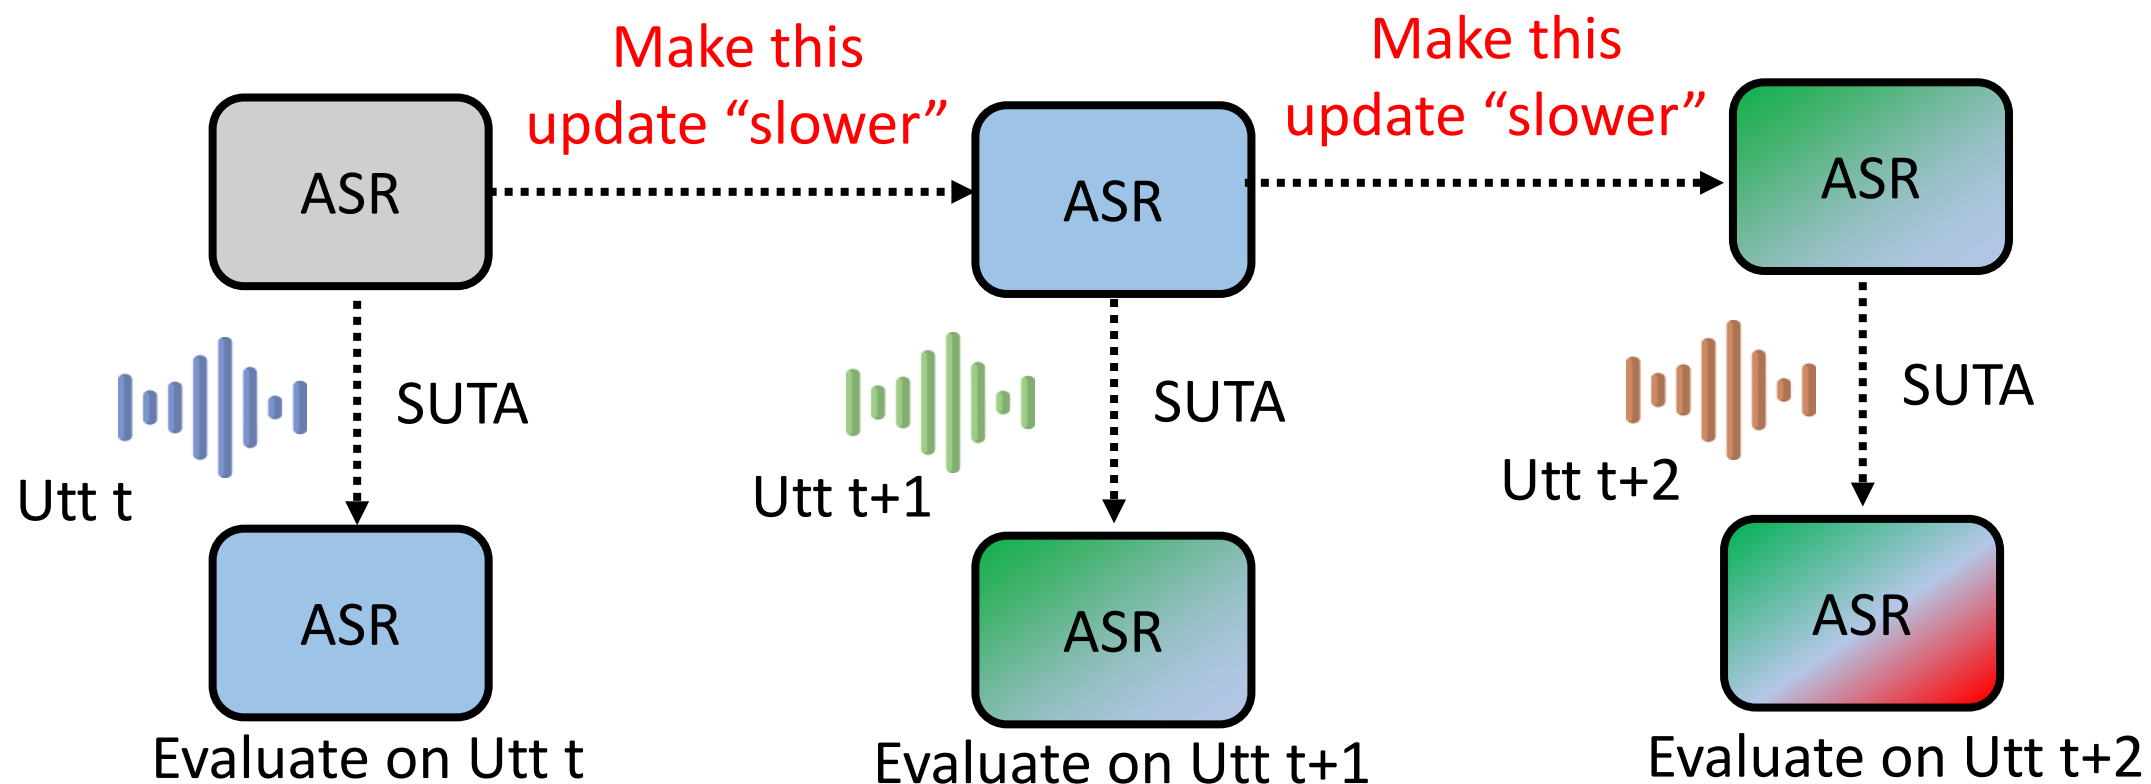 Make this
update “slower”
Make this
update “slower”
ASR
ASR
ASR
SUTA
SUTA
SUTA
Utt t
Utt t+1
Utt t+2
ASR
ASR
ASR
Evaluate on Utt t
Evaluate on Utt t+1
Evaluate on Utt t+2